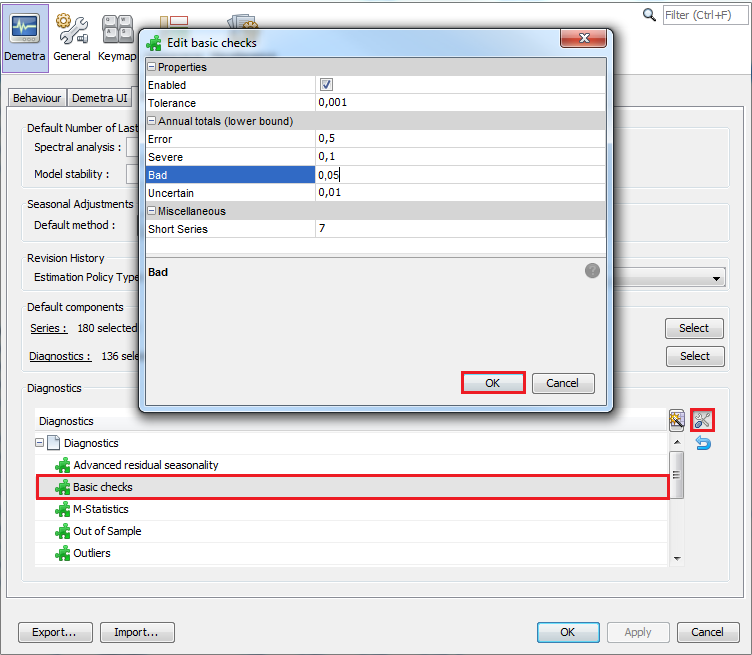 Filter (Ctrl+F)
Demetra
General
Keymap
Behaviour
Demetra UI
Default Number of Last
Spectral analysis :
Model stability :
Seasonal Adjustments
Default method :
Revision History
Estimation Policy Type
Default components
Series : 180 selected
Select
Diagnostics : 136 sele
Select
Diagnostics
Diagnostics
Diagnostics
Advanced residual seasonality
Basic checks
M-Statistics
Out of Sample
Outliers
Export...
Import...
OK
Apply
Cancel
Edit basic checks
Properties
Enabled
Tolerance 0,001
Annual totals (lower bound)
Error 0,5
Severe 0,1
Bad 0,05
Uncertain 0,01
Miscellaneous
Short Series 7
Bad
OK
Cancel